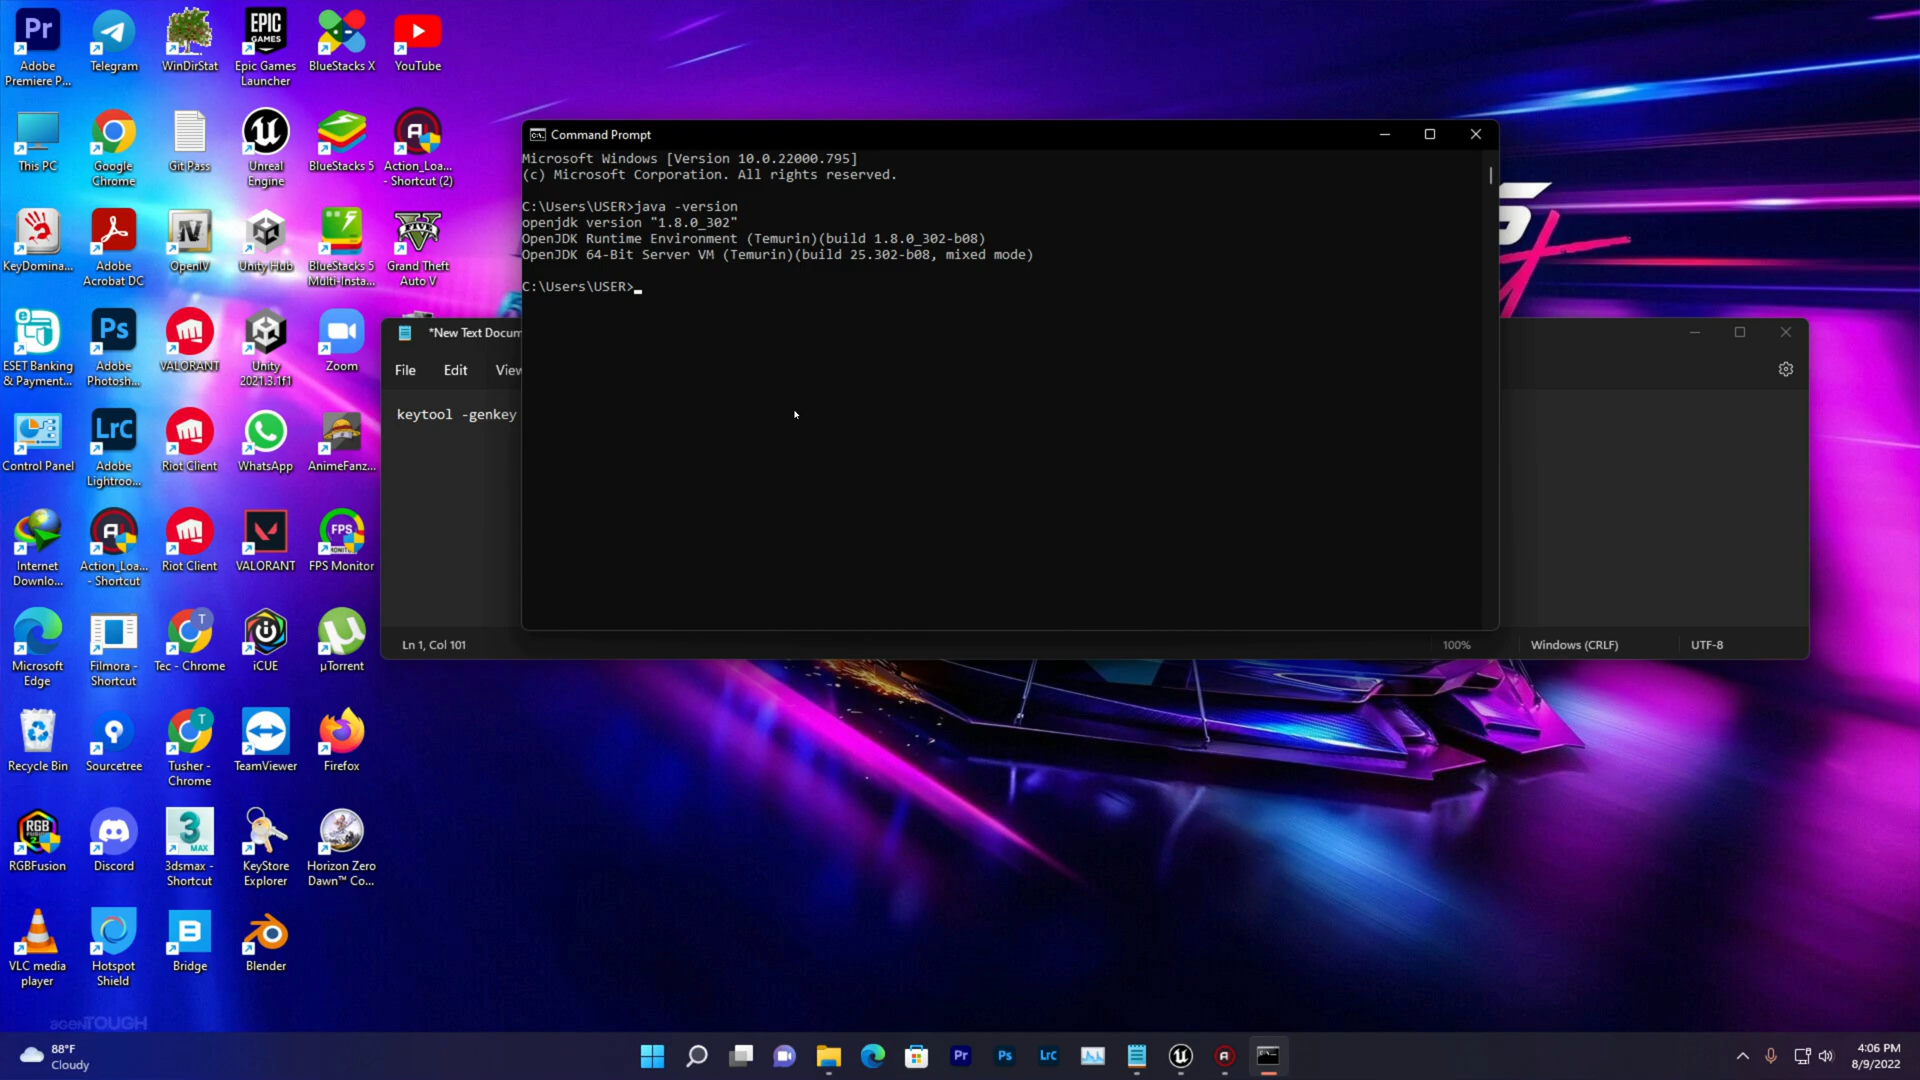 Adobe Premiere P...
Telegram
WinDirStat
Epic Games Launcher
BlueStacks X
YouTube
This PC
Google Chrome
Git Pass
Unreal Engine
BlueStacks 5
Action_Loa... - Shortcut (2)
KeyDomina...
Adobe Acrobat DC
OpenIV
Unity Hub
BlueStacks 5 Multi-Insta...
Grand Theft Auto V
ESET Banking & Payment...
Adobe Photosh...
VALORANT
Unity 2021.3.1f1
Zoom
Control Panel
Adobe Lightroo...
Riot Client
WhatsApp
AnimeFanz...
Internet Downlo...
Action_Loa... - Shortcut
Riot Client
VALORANT
FPS Monitor
Microsoft Edge
Filmora - Shortcut
Tec - Chrome
iCUE
µTorrent
Recycle Bin
Sourcetree
Tusher - Chrome
TeamViewer
Firefox
RGBFusion
Discord
3dsmax - Shortcut
KeyStore Explorer
Horizon Zero Dawn™ Co...
VLC media player
Hotspot Shield
Bridge
Blender
Command Prompt
Microsoft Windows [Version 10.0.22000.795]
(c) Microsoft Corporation. All rights reserved.
C:\Users\USER>java -version
openjdk version "1.8.0_302"
OpenJDK Runtime Environment (Temurin)(build 1.8.0_302-b08)
OpenJDK 64-Bit Server VM (Temurin)(build 25.302-b08, mixed mode)
C:\Users\USER>
*New Text Docum
File Edit View
keytool -genkey
Ln 1, Col 101
100%
Windows (CRLF)
UTF-8
88°F
Cloudy
4:06 PM
8/9/2022